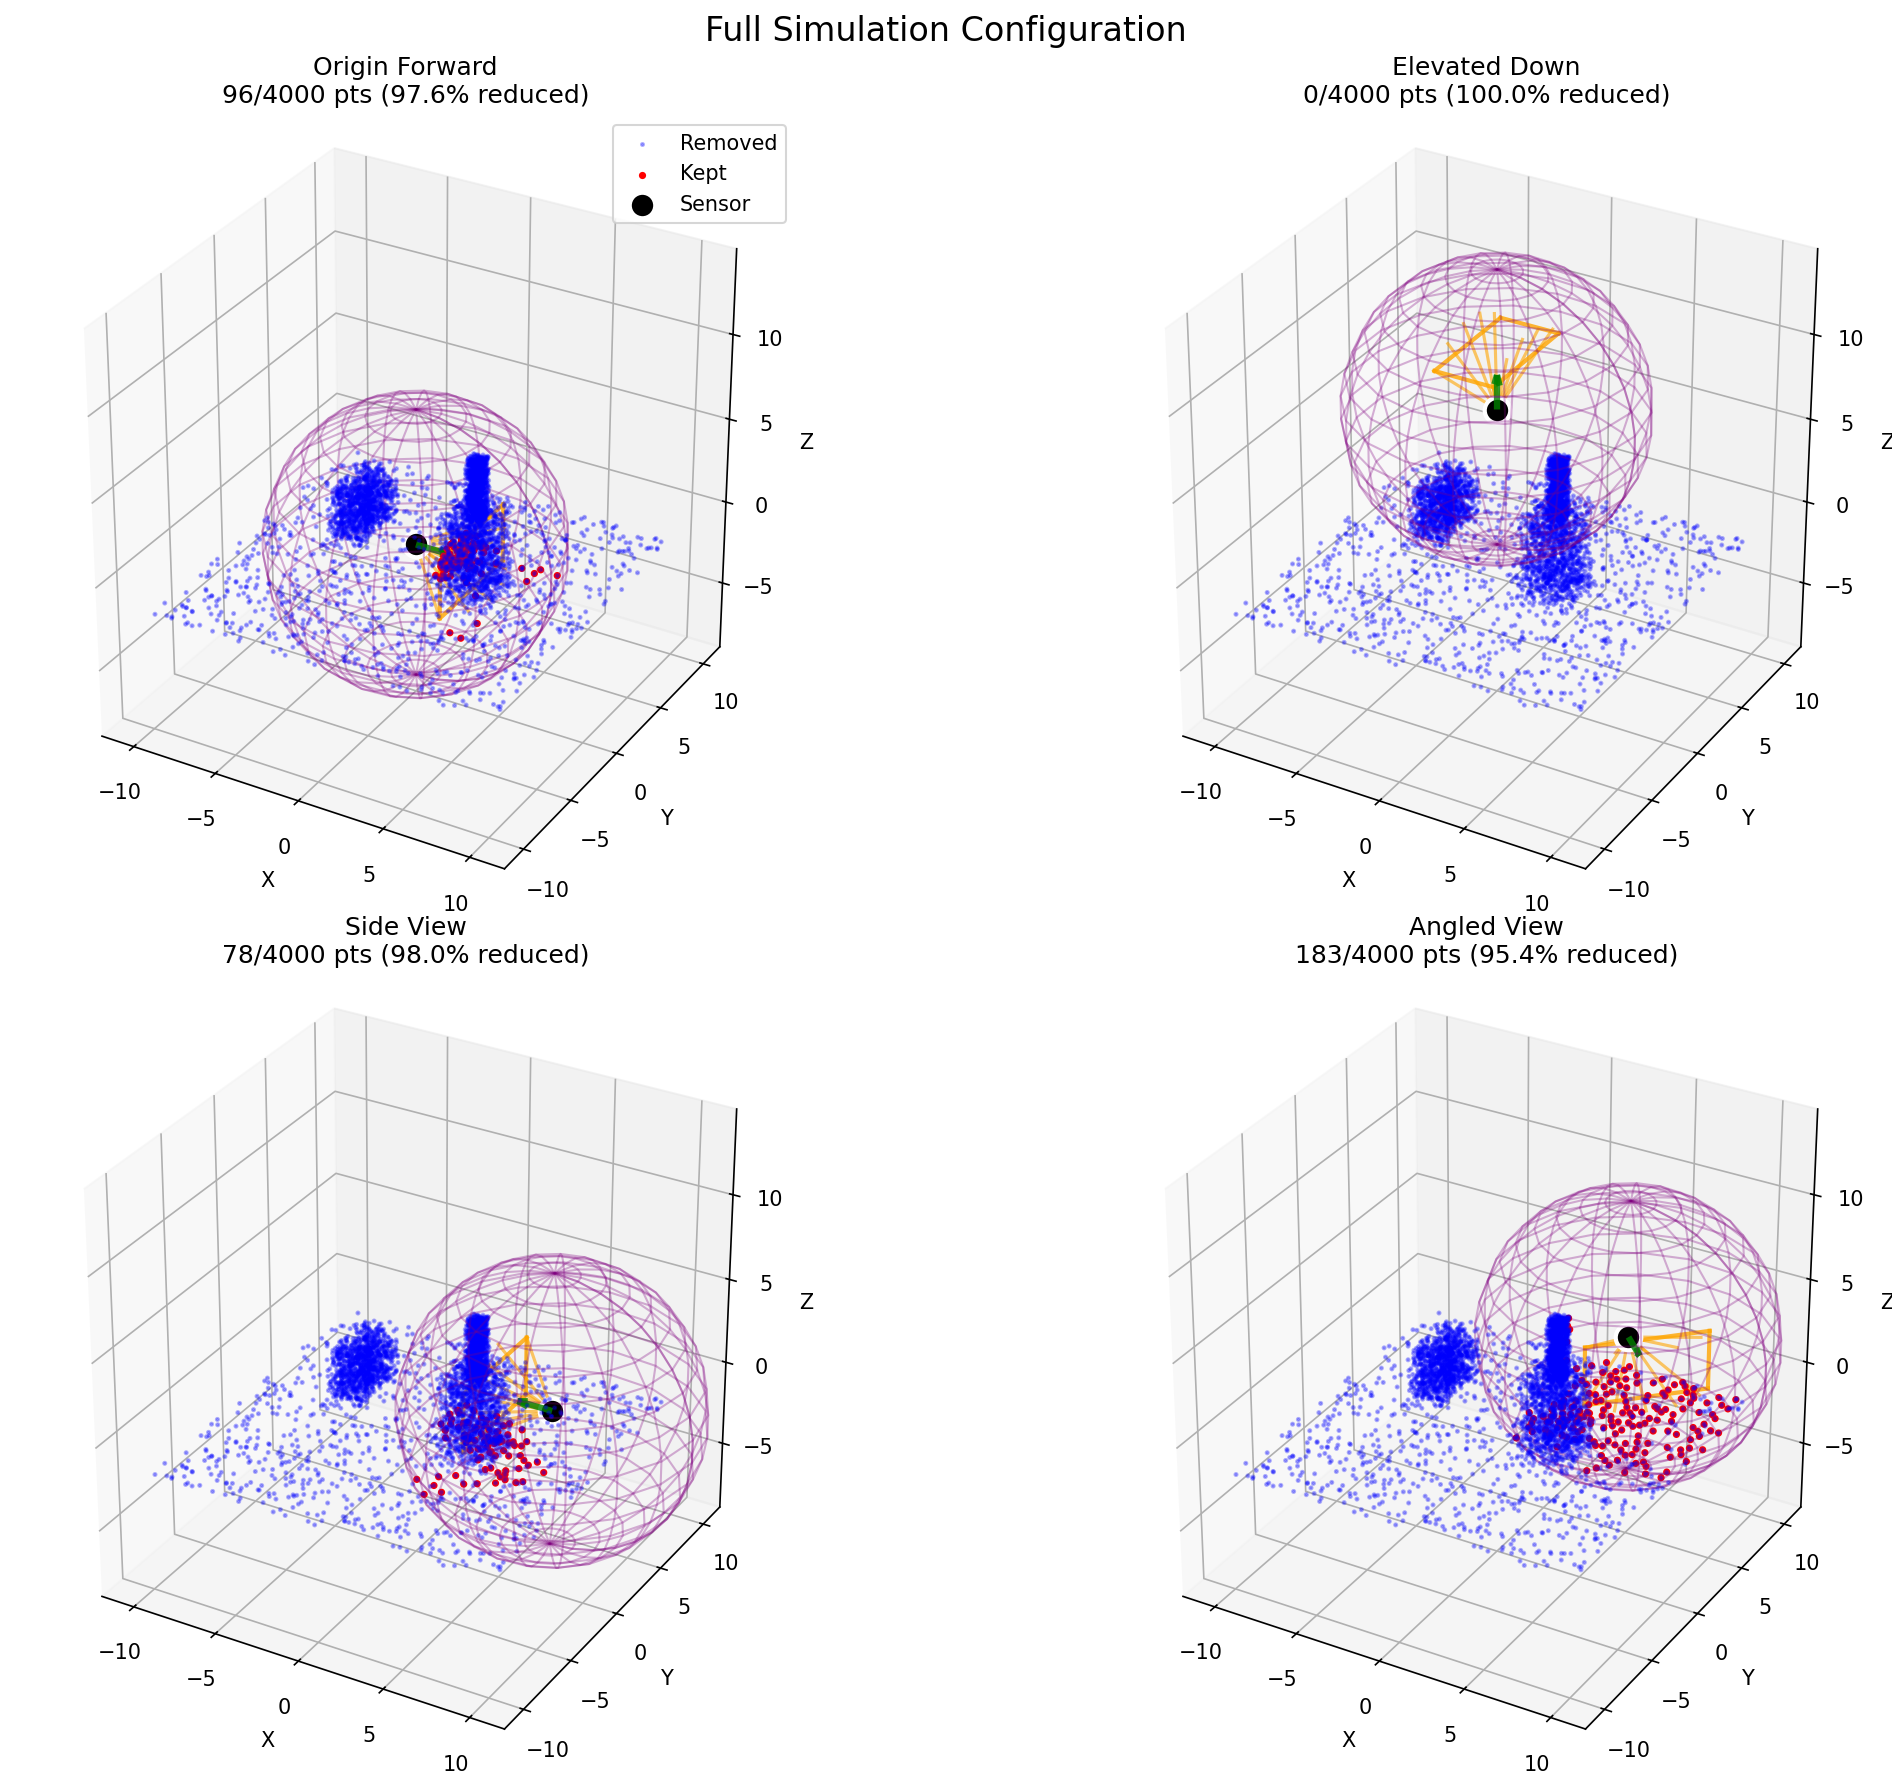 Full Simulation Configuration
Origin Forward
96/4000 pts (97.6% reduced)
Removed
Kept
Sensor
10
5
0
−5
Z
10
5
0
−5
−10
Y
−10
−5
0
5
10
X
Elevated Down
0/4000 pts (100.0% reduced)
10
5
0
−5
Z
10
5
0
−5
−10
Y
−10
−5
0
5
10
X
Side View
78/4000 pts (98.0% reduced)
10
5
0
−5
Z
10
5
0
−5
−10
Y
−10
−5
0
5
10
X
Angled View
183/4000 pts (95.4% reduced)
10
5
0
−5
Z
10
5
0
−5
−10
Y
−10
−5
0
5
10
X